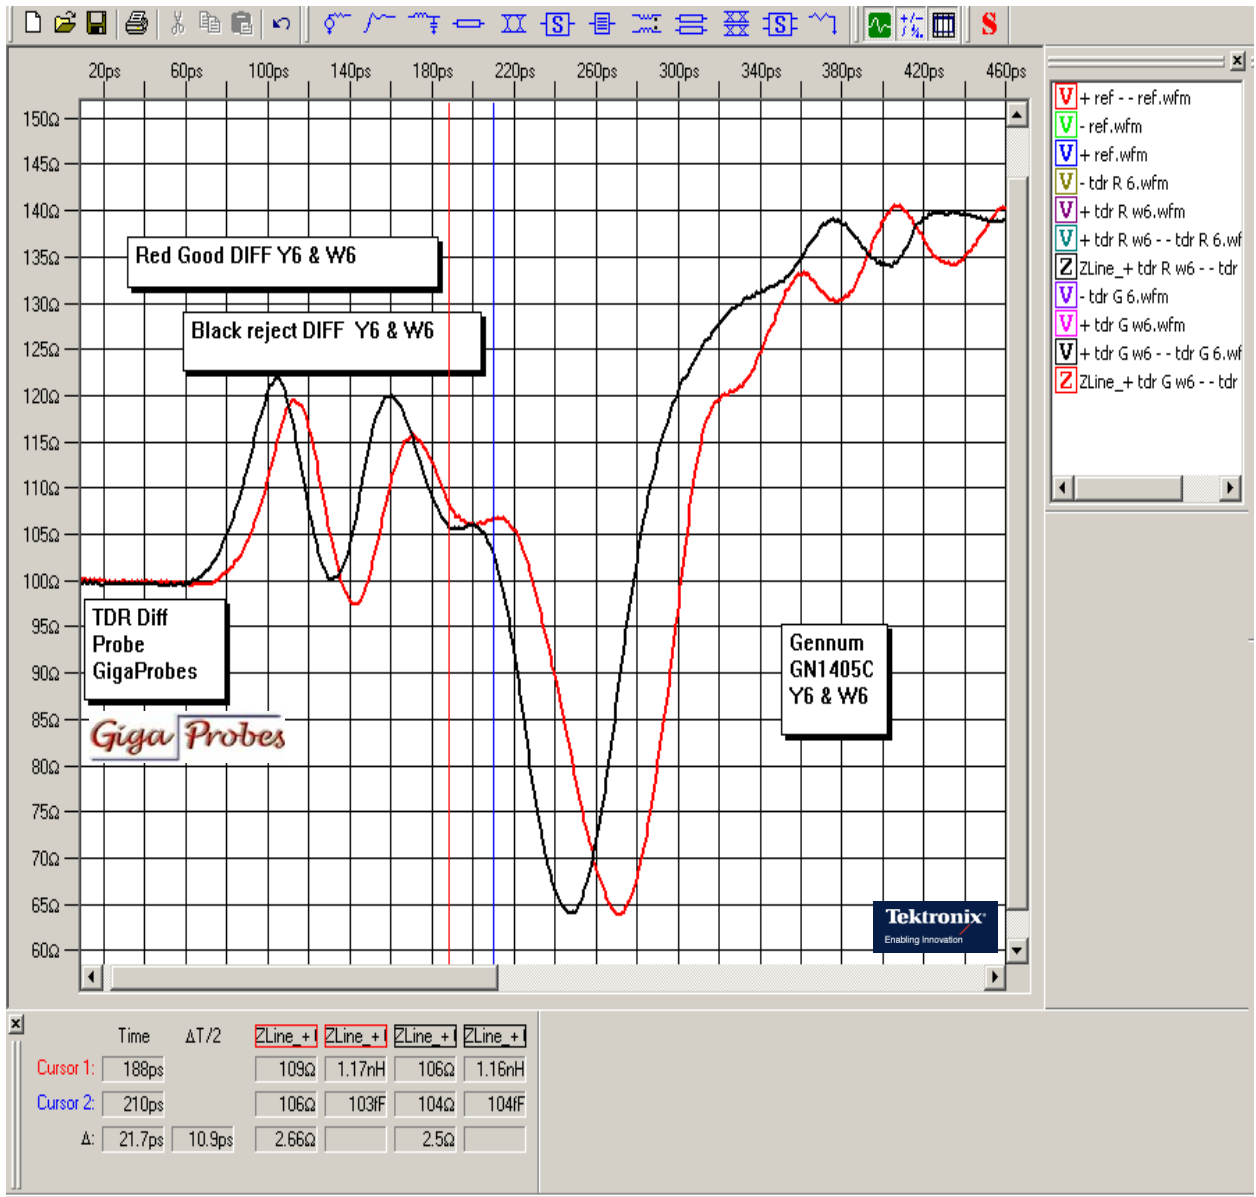 S S S
20ps 60ps 100ps 140ps 180ps 220ps 260ps 300ps 340ps 380ps 420ps 460ps
150Ω
145Ω
140Ω
135Ω
130Ω
125Ω
120Ω
115Ω
110Ω
105Ω
100Ω
95Ω
90Ω
85Ω
80Ω
75Ω
70Ω
65Ω
60Ω
Red Good DIFF Y6 & W6
Black reject DIFF Y6 & W6
TDR Diff
Probe
GigaProbes
Giga Probes
Gennum
GN1405C
Y6 & W6
Tektronix
Enabling Innovation
V + ref - - ref.wfm
V - ref.wfm
V + ref.wfm
V - tdr R 6.wfm
V + tdr R w6.wfm
V + tdr R w6 - - tdr R 6.wf
Z ZLine_+ tdr R w6 - - tdr
V - tdr G 6.wfm
V + tdr G w6.wfm
V + tdr G w6 - - tdr G 6.wf
Z ZLine_+ tdr G w6 - - tdr
Time ΔT/2 ZLine_+ ZLine_+ ZLine_+ ZLine_+
Cursor 1: 188ps 109Ω 1.17nH 106Ω 1.16nH
Cursor 2: 210ps 106Ω 103fF 104Ω 104fF
Δ: 21.7ps 10.9ps 2.66Ω 2.5Ω